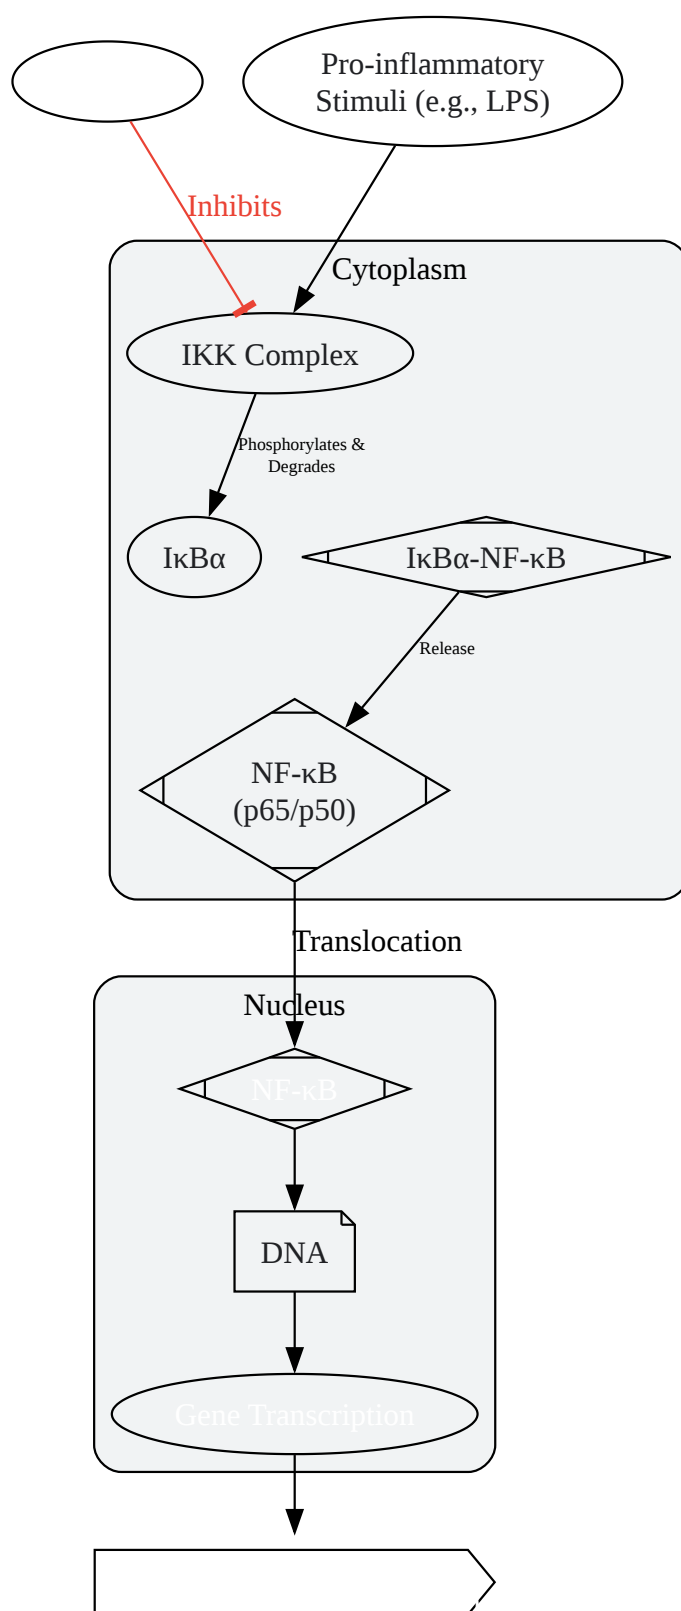 Pro-inflammatory
Stimuli (e.g., LPS)
Inhibits
Cytoplasm
IKK Complex
Phosphorylates &
Degrades
IκBα
IκBα-NF-κB
Release
NF-κB
(p65/p50)
Translocation
Nucleus
NF-κB
DNA
Gene Transcription